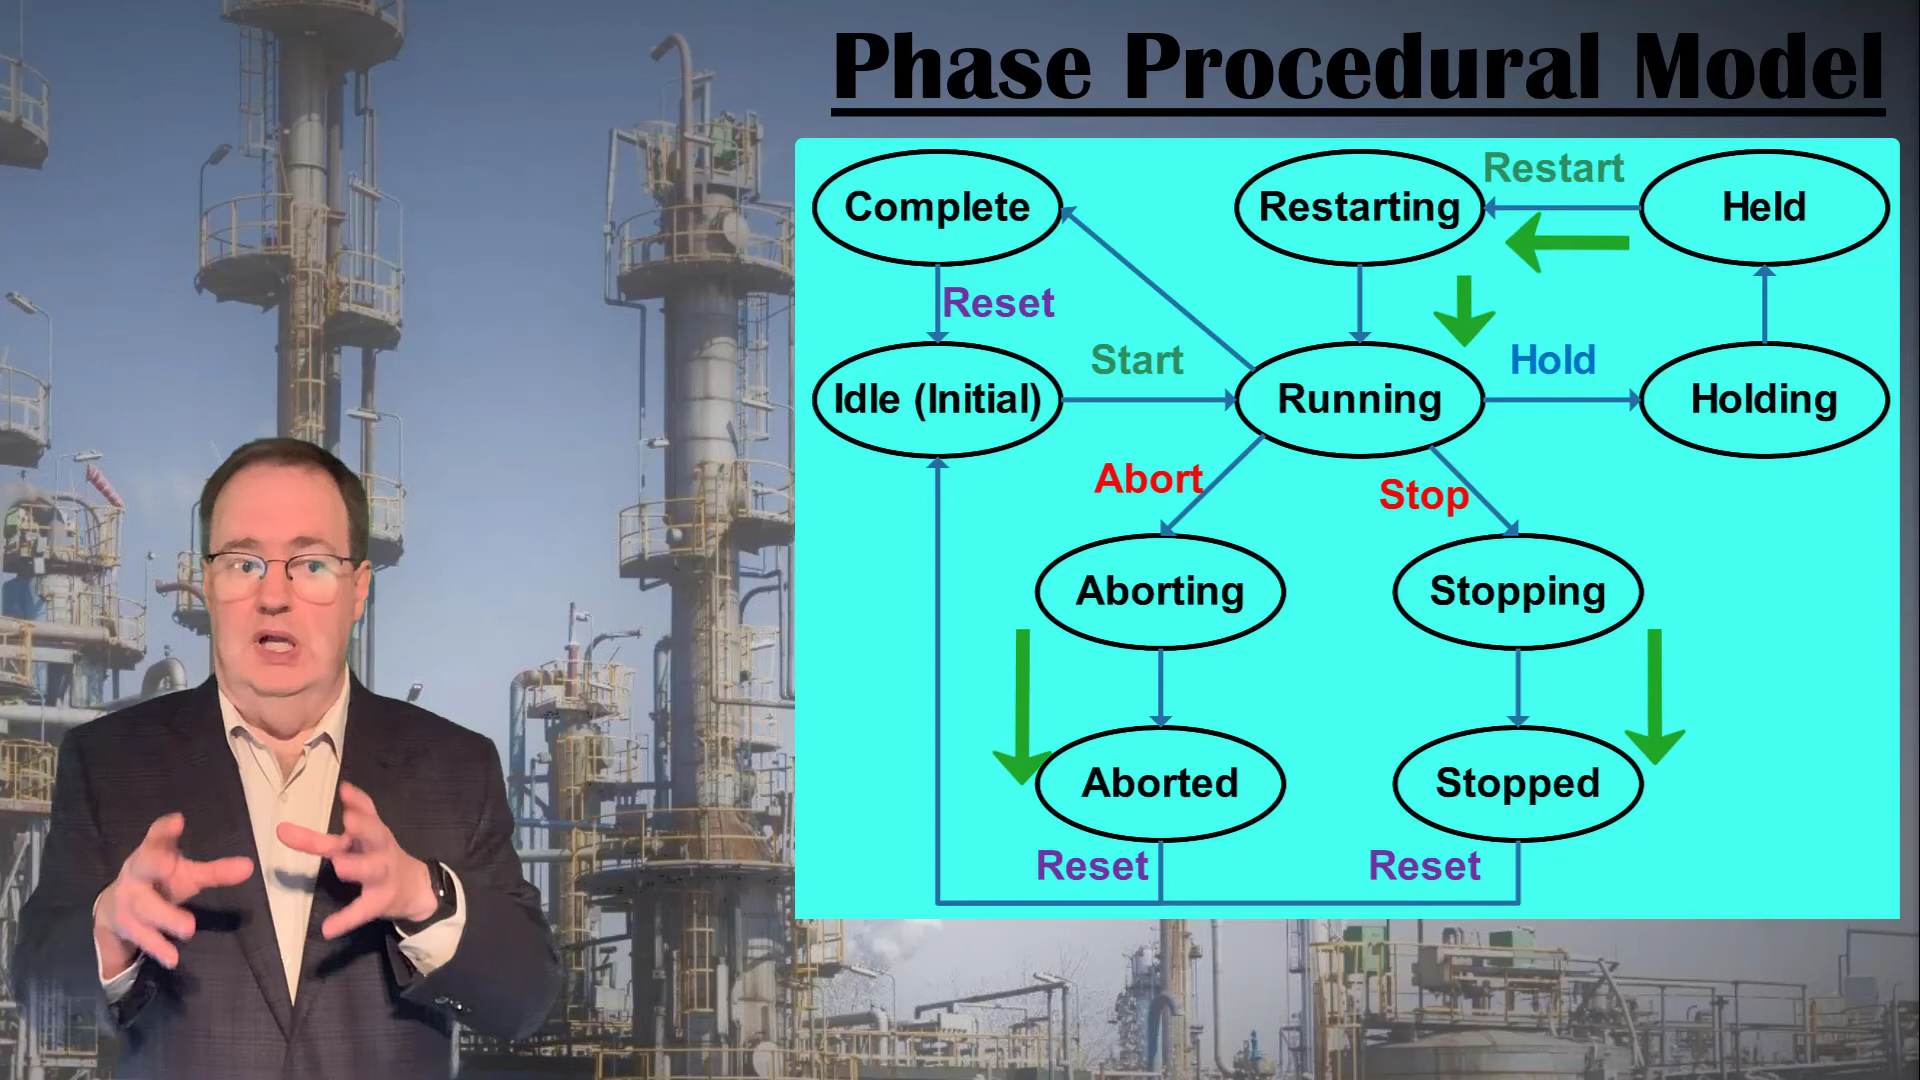 Phase Procedural Model
Complete
Restarting
Restart
Held
Reset
Start
Hold
Idle (Initial)
Running
Holding
Abort
Stop
Aborting
Stopping
Aborted
Stopped
Reset
Reset